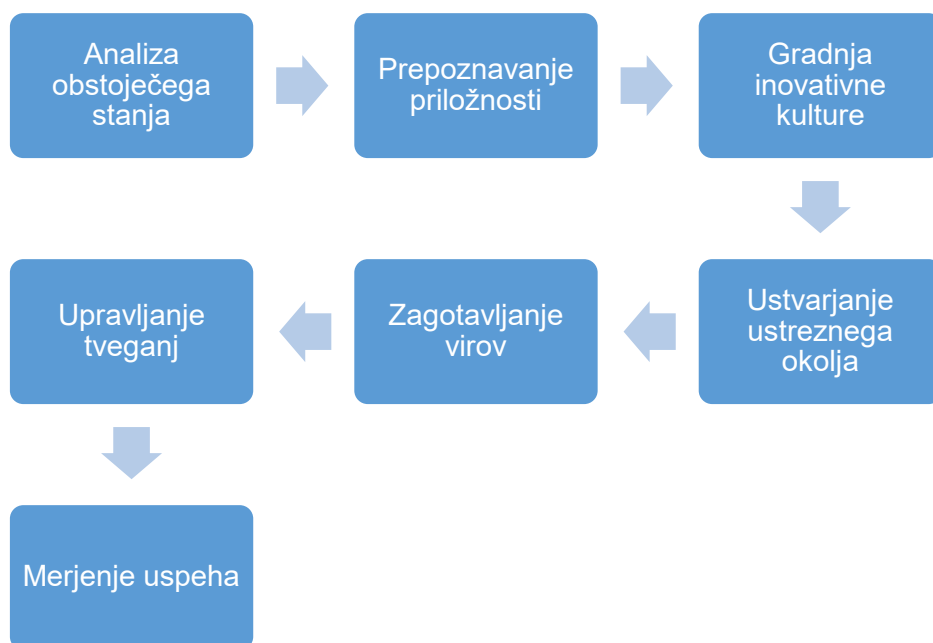 Analiza
obstoječega
stanja
Prepoznavanje
priložnosti
Gradnja
inovativne
kulture
Ustvarjanje
ustreznega
okolja
Zagotavljanje
virov
Upravljanje
tveganj
Merjenje uspeha